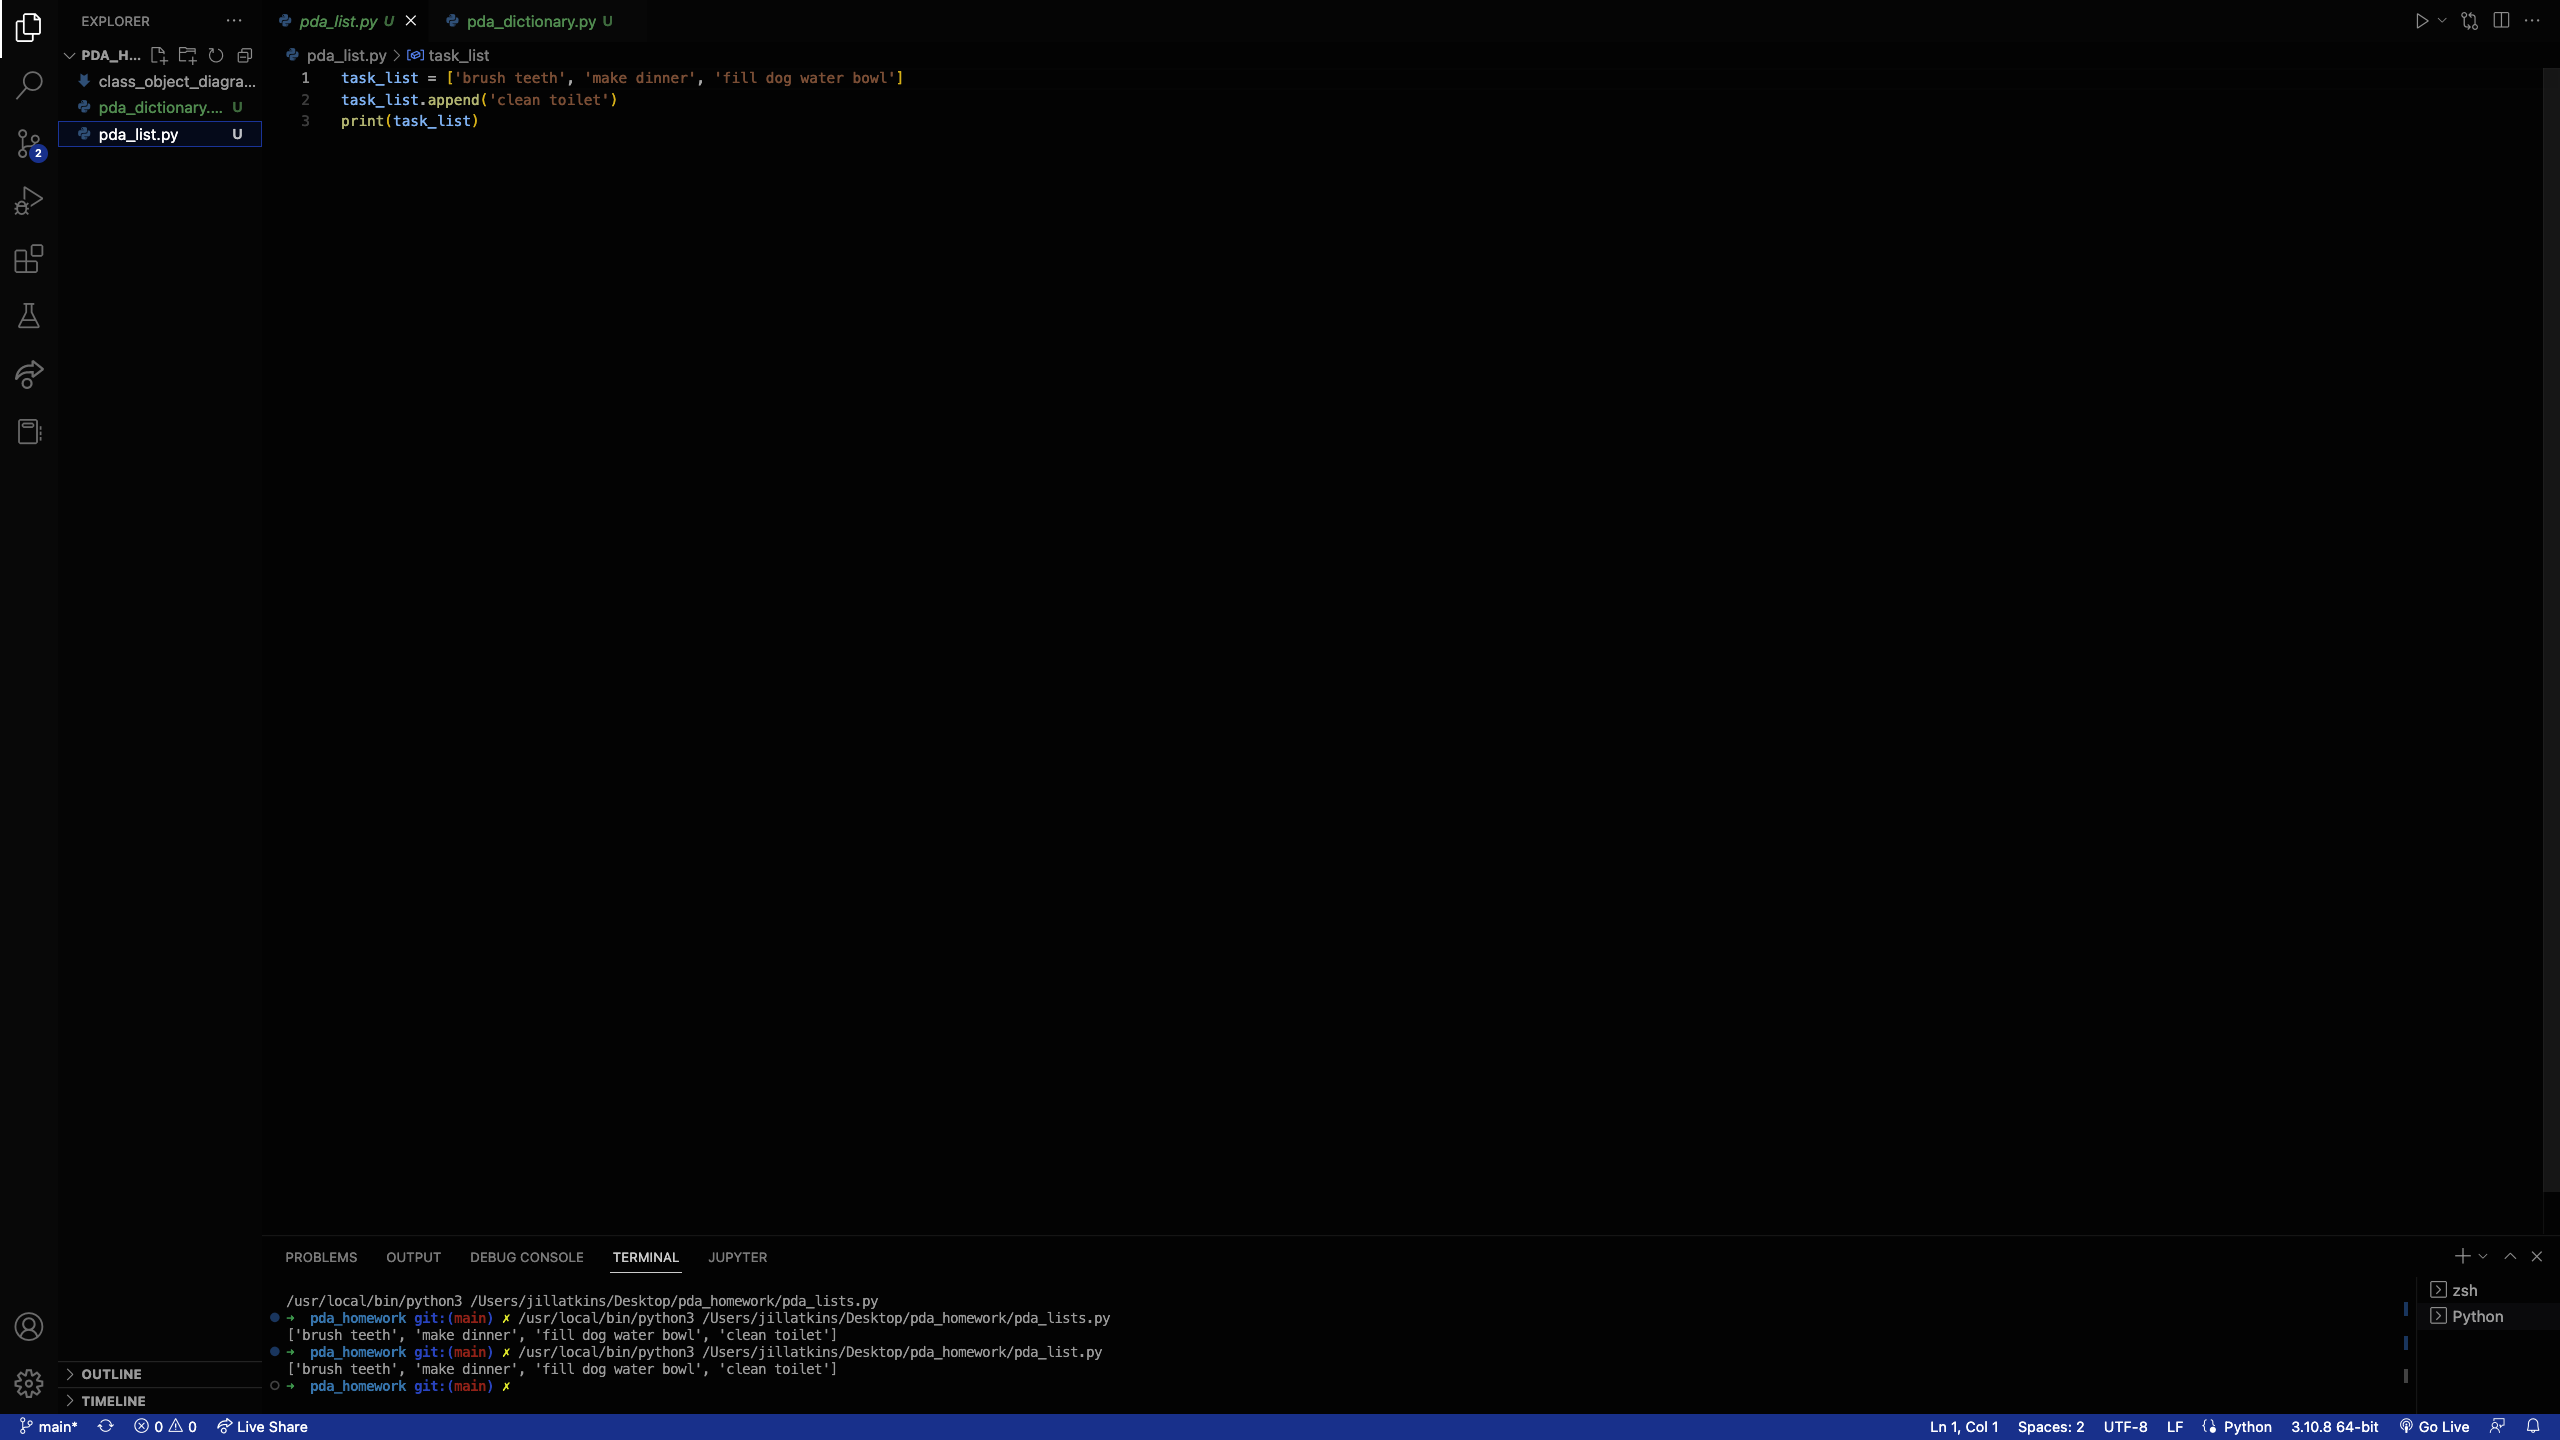 EXPLORER
PDA_H...
class_object_diagra...
pda_dictionary.... U
pda_list.py U
2
OUTLINE
TIMELINE
pda_list.py U pda_dictionary.py U
pda_list.py > task_list
1 task_list = ['brush teeth', 'make dinner', 'fill dog water bowl']
2 task_list.append('clean toilet')
3 print(task_list)
PROBLEMS OUTPUT DEBUG CONSOLE TERMINAL JUPYTER
/usr/local/bin/python3 /Users/jillatkins/Desktop/pda_homework/pda_lists.py
➜ pda_homework git:(main) ✗ /usr/local/bin/python3 /Users/jillatkins/Desktop/pda_homework/pda_lists.py
['brush teeth', 'make dinner', 'fill dog water bowl', 'clean toilet']
➜ pda_homework git:(main) ✗ /usr/local/bin/python3 /Users/jillatkins/Desktop/pda_homework/pda_list.py
['brush teeth', 'make dinner', 'fill dog water bowl', 'clean toilet']
➜ pda_homework git:(main) ✗
zsh
Python
main* 0 0 Live Share Ln 1, Col 1 Spaces: 2 UTF-8 LF Python 3.10.8 64-bit Go Live